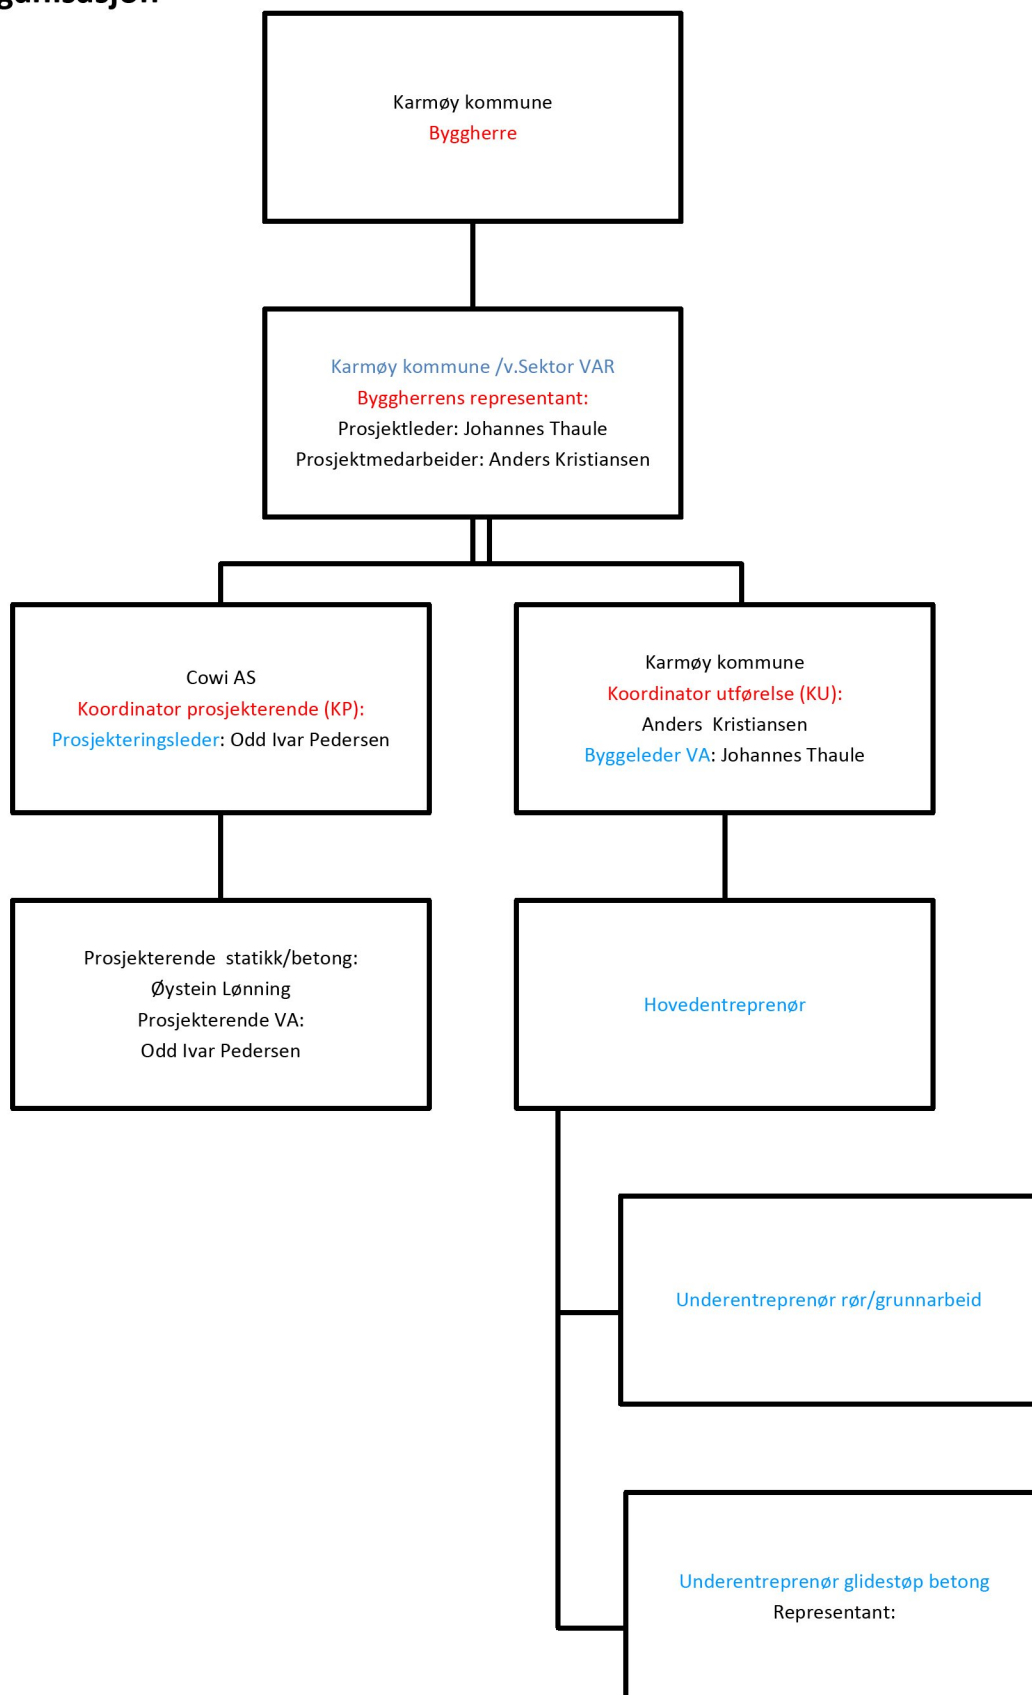 Karmøy kommune
Byggherre
Karmøy kommune /v.Sektor VAR
Byggherrens representant:
Prosjektleder: Johannes Thaule
Prosjektmedarbeider: Anders Kristiansen
Cowi AS
Koordinator prosjekterende (KP):
Prosjekteringsleder: Odd Ivar Pedersen
Karmøy kommune
Koordinator utførelse (KU):
Anders Kristiansen
Byggeleder VA: Johannes Thaule
Prosjekterende statikk/betong:
Øystein Lønning
Prosjekterende VA:
Odd Ivar Pedersen
Hovedentreprenør
Underentreprenør rør/grunnarbeid
Underentreprenør glidestøp betong
Representant: